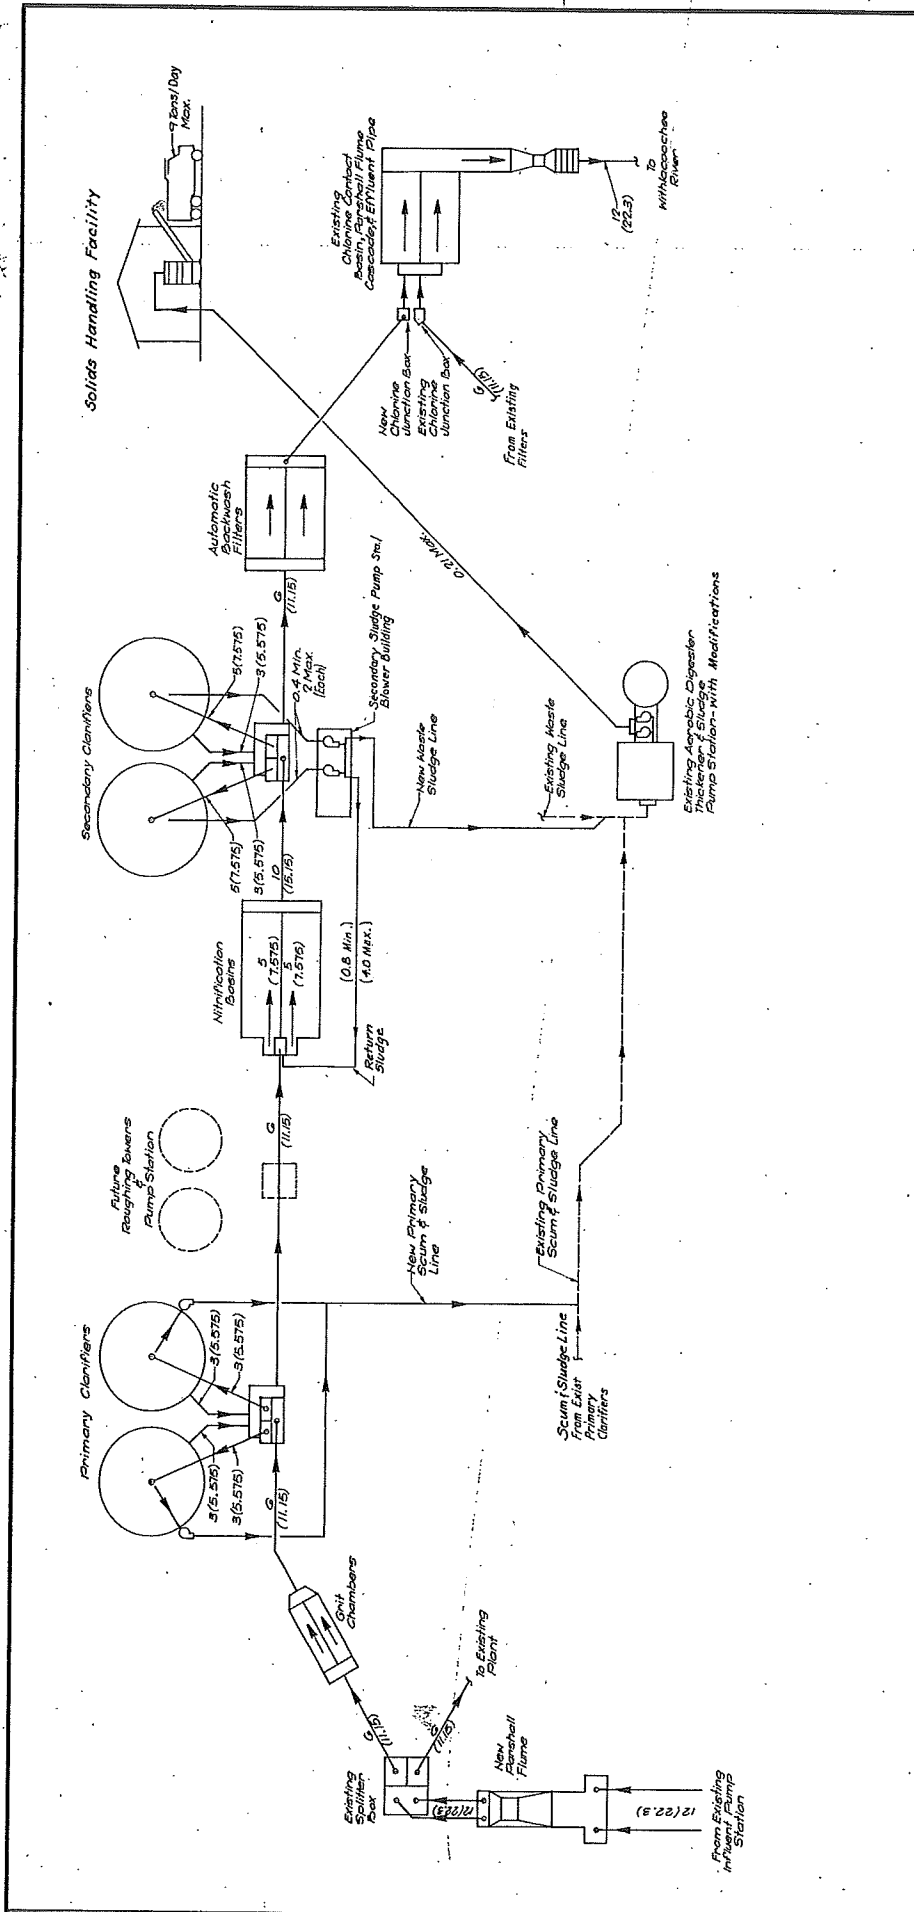 Solids Handling Facility
9 Tons/Day
Max.
Existing
Chlorine Contact
Basin, Parshall Flume
Cascade, & Effluent Pipe
12
(22.3)
To
Withlacoochee
River
New
Chlorine
Junction Box
Existing
Chlorine
Junction Box
6
(11.15)
From Existing
Filters
0.21 Max.
Automatic
Backwash
Filters
6
(11.15)
Secondary Clarifiers
5(7.575)
3(5.575)
5(7.575)
3(5.575)
0.4 Min.
2 Max.
(Each)
Secondary Sludge Pump Sta./
Blower Building
10
(15.15)
New Waste
Sludge Line
Existing Waste
Sludge Line
Existing Aerobic Digester
Thickener & Sludge
Pump Station-With Modifications
Nitrification
Basins
5
(7.575)
5
(7.575)
(0.8 Min.)
(4.0 Max.)
Return
Sludge
Future
Roughing Towers
&
Pump Station
6
(11.15)
Primary Clarifiers
3(5.575)
3(5.575)
3(5.575)
3(5.575)
New Primary
Scum & Sludge
Line
Existing Primary
Scum & Sludge Line
Scum & Sludge Line
From Exist
Primary
Clarifiers
6
(11.15)
Grit
Chambers
6
(11.15)
6
(11.15)
To Existing
Plant
Existing
Splitter
Box
12(22.3)
New
Parshall
Flume
12(22.3)
From Existing
Influent Pump
Station